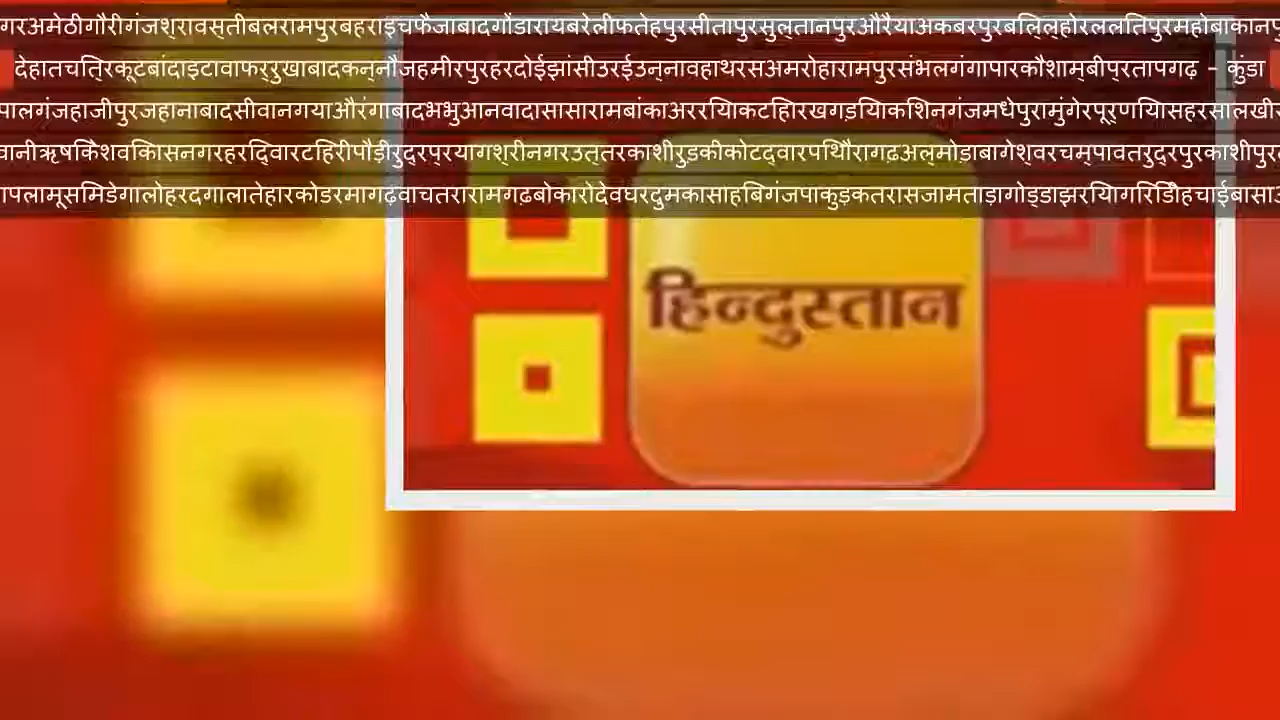 गरअमेठीगौरीगंजश्रावस्तीबलरामपुरबहराइचफैजाबादगोंडारायबरेलीफतेहपुरसीतापुरसुल्तानपुरऔरैयाअकबरपुरबिल्ल्होरललितपुरमहोबाकानपु
देहातचित्रकूटबांदाइटावाफर्रुखाबादकन्नौजहमीरपुरहरदोईझांसीउरईउन्नावहाथरसअमरोहारामपुरसंभलगंगापारकौशाम्बीप्रतापगढ़ - कुंडा
पालगंजहाजीपुरजहानाबादसीवानगयाऔरंगाबादभभुआनवादासासारामबांकाअररियाकटिहारखगड़ियाकिशनगंजमधेपुरामुंगेरपूर्णियासहरसालखीस
वानीऋषिकेशविकासनगरहरिद्वारटिहरीपौड़ीरुद्रप्रयागश्रीनगरउत्तरकाशीरुड़कीकोटद्वारपिथौरागढ़अल्मोड़ाबागेश्वरचम्पावतरुद्रपुरकाशीपुर
पलामूसिमडेगालोहरदगालातेहारकोडरमागढ़वाचतरारामगढ़बोकारोदेवघरदुमकासाहिबगंजपाकुड़कतरासजामताड़ागोड्डाझरियागिरिडीहचाईबासा
हिन्दुस्तान